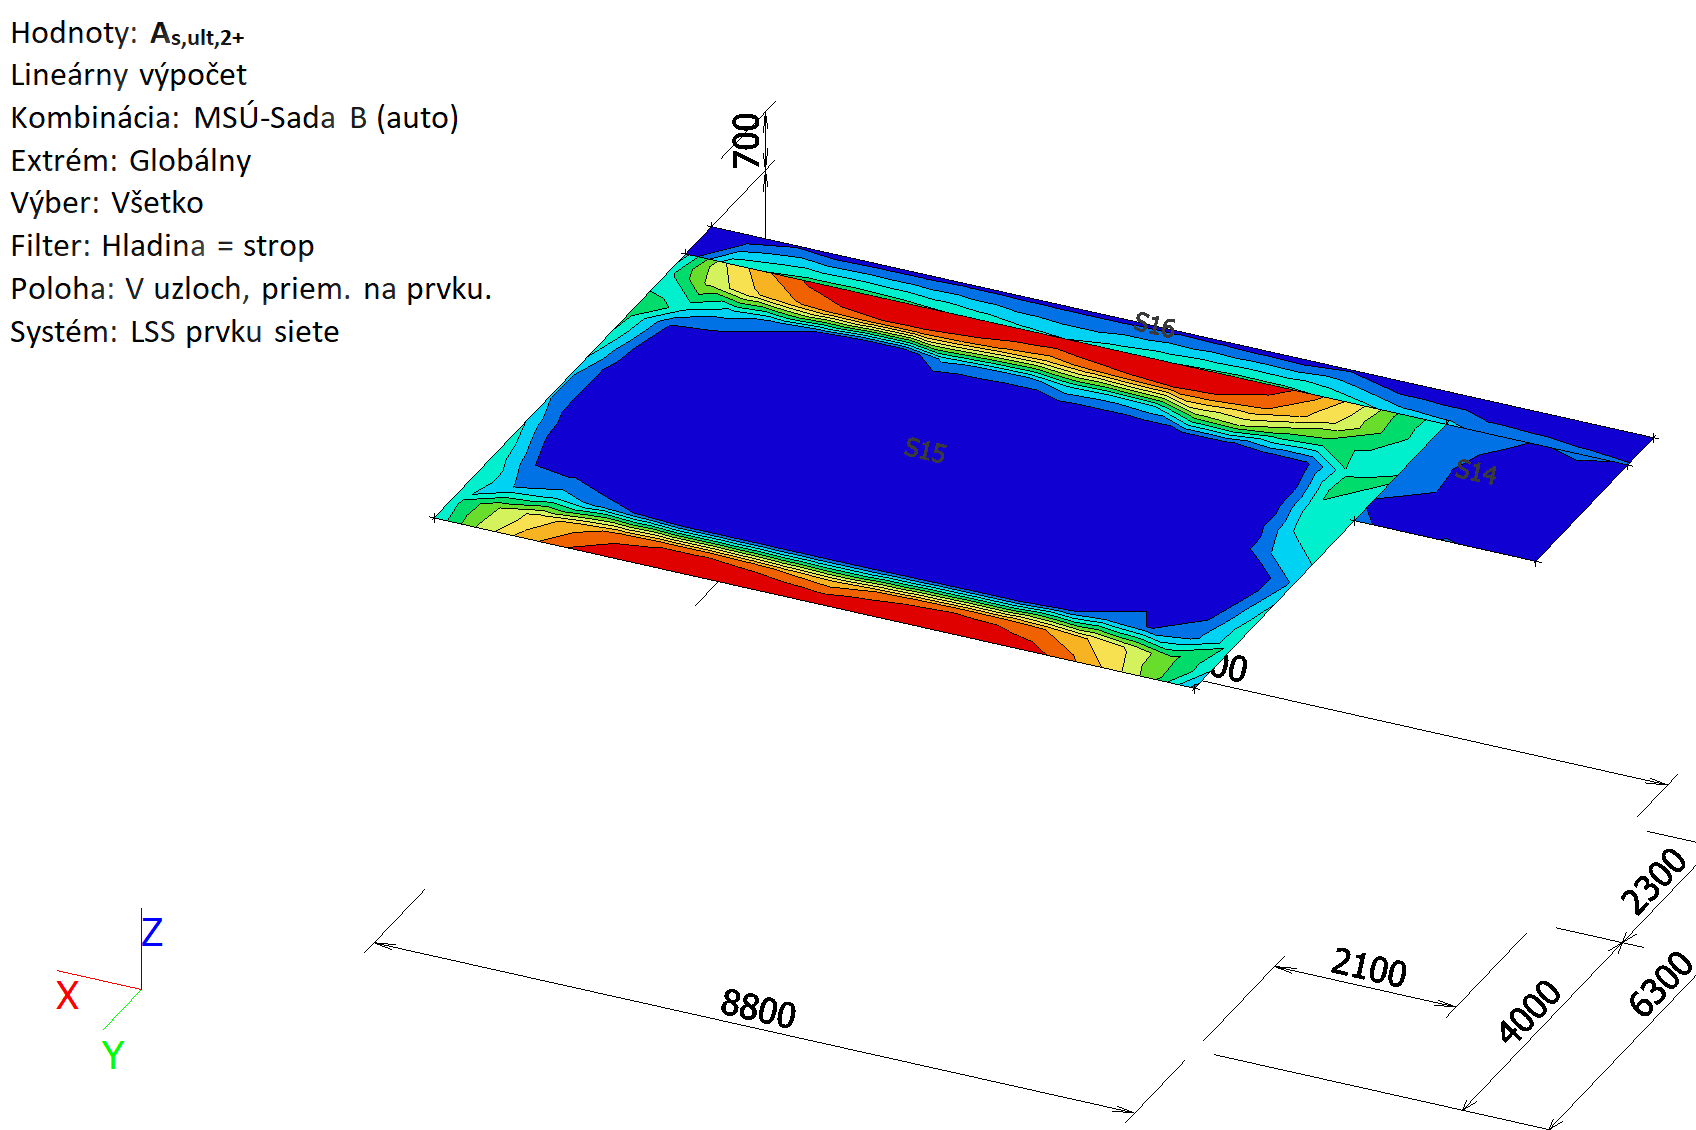 Hodnoty: As,ult,2+
Lineárny výpočet
Kombinácia: MSÚ-Sada B (auto)
Extrém: Globálny
Výber: Všetko
Filter: Hladina = strop
Poloha: V uzloch, priem. na prvku.
Systém: LSS prvku siete
700
S16
S15
S14
00
2300
2100
6300
4000
8800
Z
X
Y